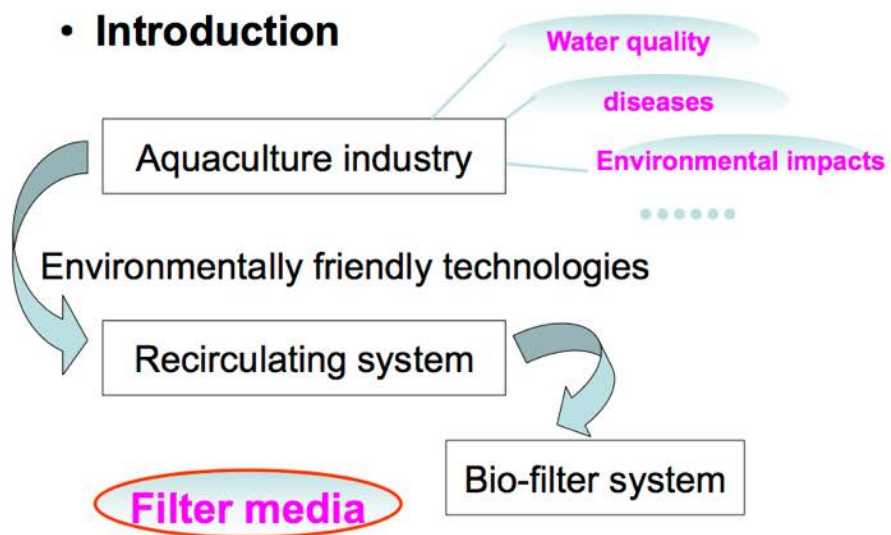 • Introduction
Water quality
diseases
Aquaculture industry
Environmental impacts
Environmentally friendly technologies
Recirculating system
Bio-filter system
Filter media